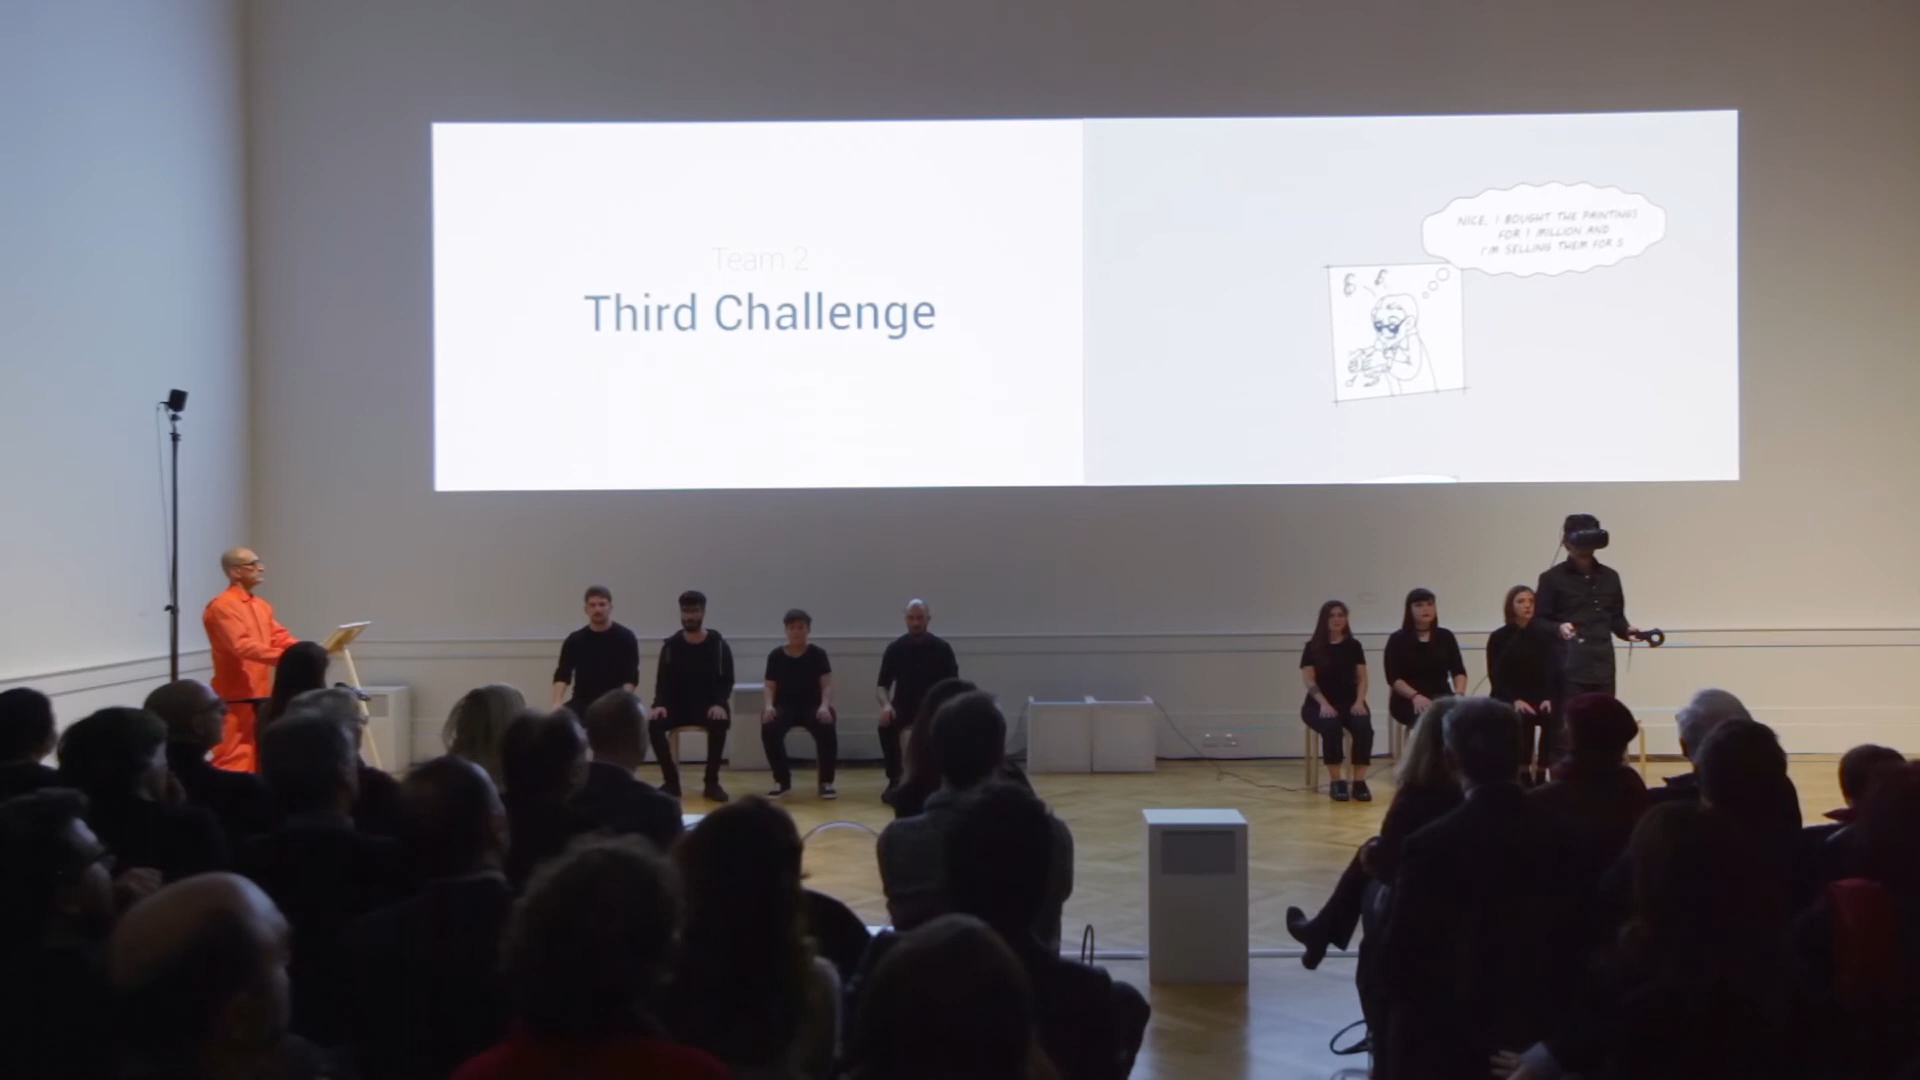 Team 2
Third Challenge
NICE, I BOUGHT THE PAINTINGS
FOR 1 MILLION AND
I'M SELLING THEM FOR 5